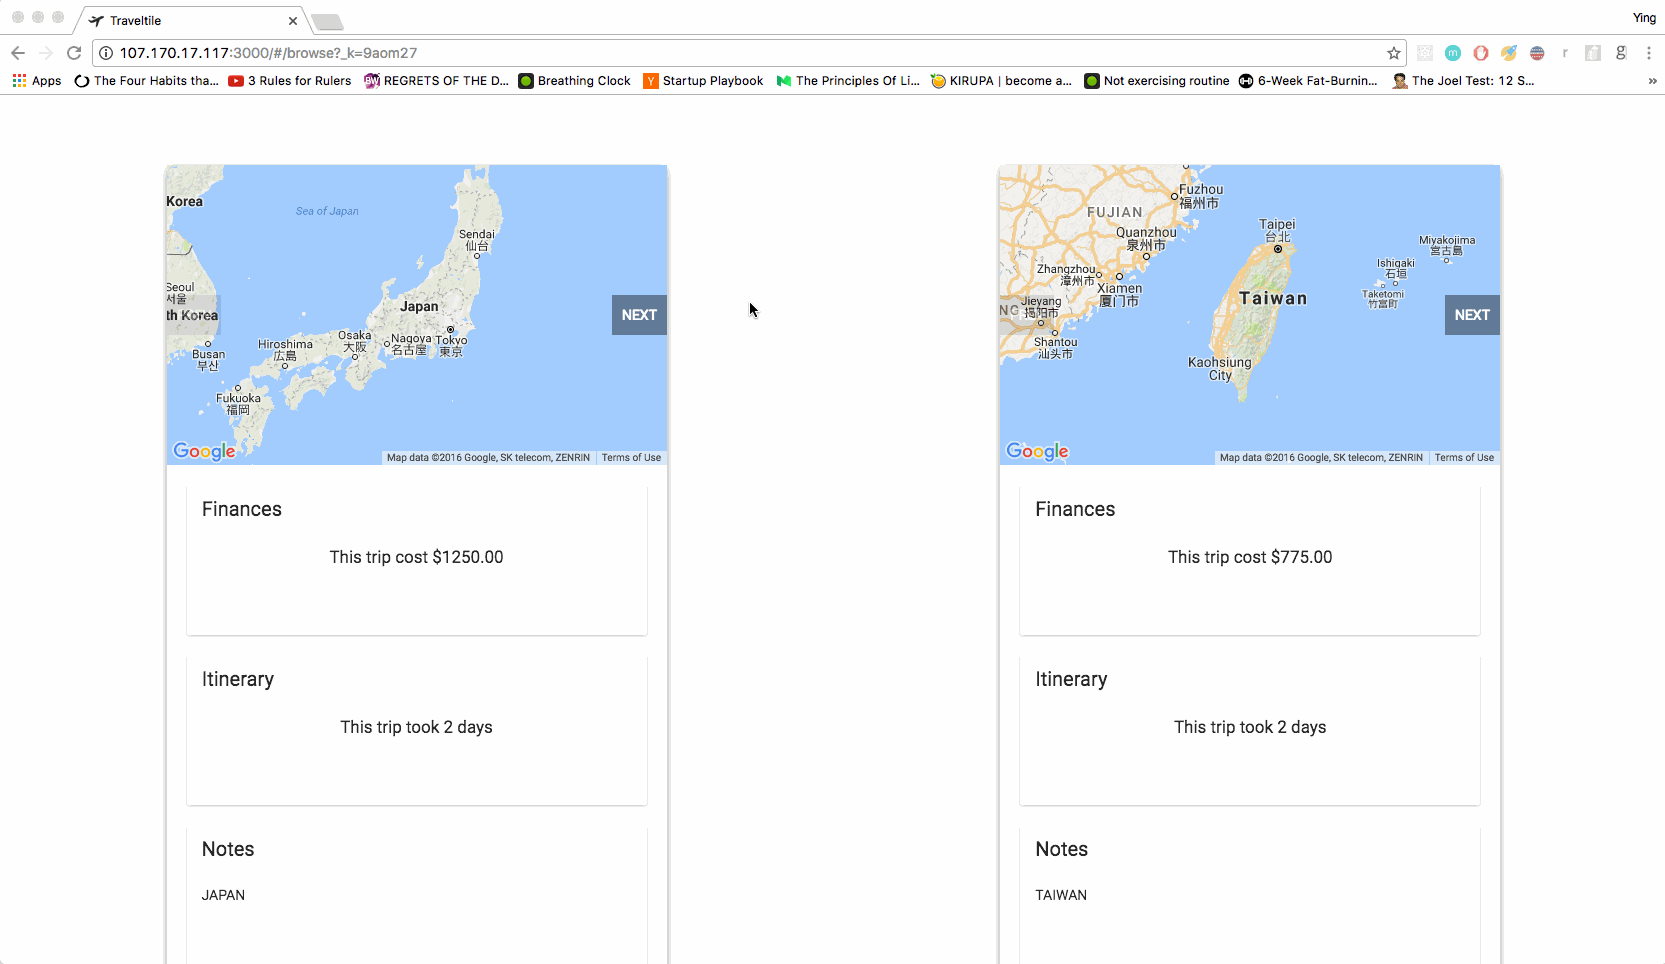 Traveltile
Ying
107.170.17.117:3000/#/browse?_k=9aom27
Apps
The Four Habits tha...
3 Rules for Rulers
REGRETS OF THE D...
Breathing Clock
Startup Playbook
The Principles Of Li...
KIRUPA | become a...
Not exercising routine
6-Week Fat-Burnin...
The Joel Test: 12 S...
»
Korea
Sea of Japan
Sendai
仙台
Seoul
서울
th Korea
Japan
NEXT
Busan
부산
Hiroshima
広島
Osaka
大阪
Nagoya
名古屋
Tokyo
東京
Fukuoka
福岡
Google
Map data ©2016 Google, SK telecom, ZENRIN
Terms of Use
Finances
This trip cost $1250.00
Itinerary
This trip took 2 days
Notes
JAPAN
Fuzhou
福州市
FUJIAN
Quanzhou
泉州市
Taipei
台北
Miyakojima
宮古島
Zhangzhou
漳州市
Ishigaki
石垣
Xiamen
厦门市
Taketomi
竹富町
Jieyang
揭阳市
NG
Taiwan
NEXT
Shantou
汕头市
Kaohsiung
City
Google
Map data ©2016 Google, SK telecom, ZENRIN
Terms of Use
Finances
This trip cost $775.00
Itinerary
This trip took 2 days
Notes
TAIWAN